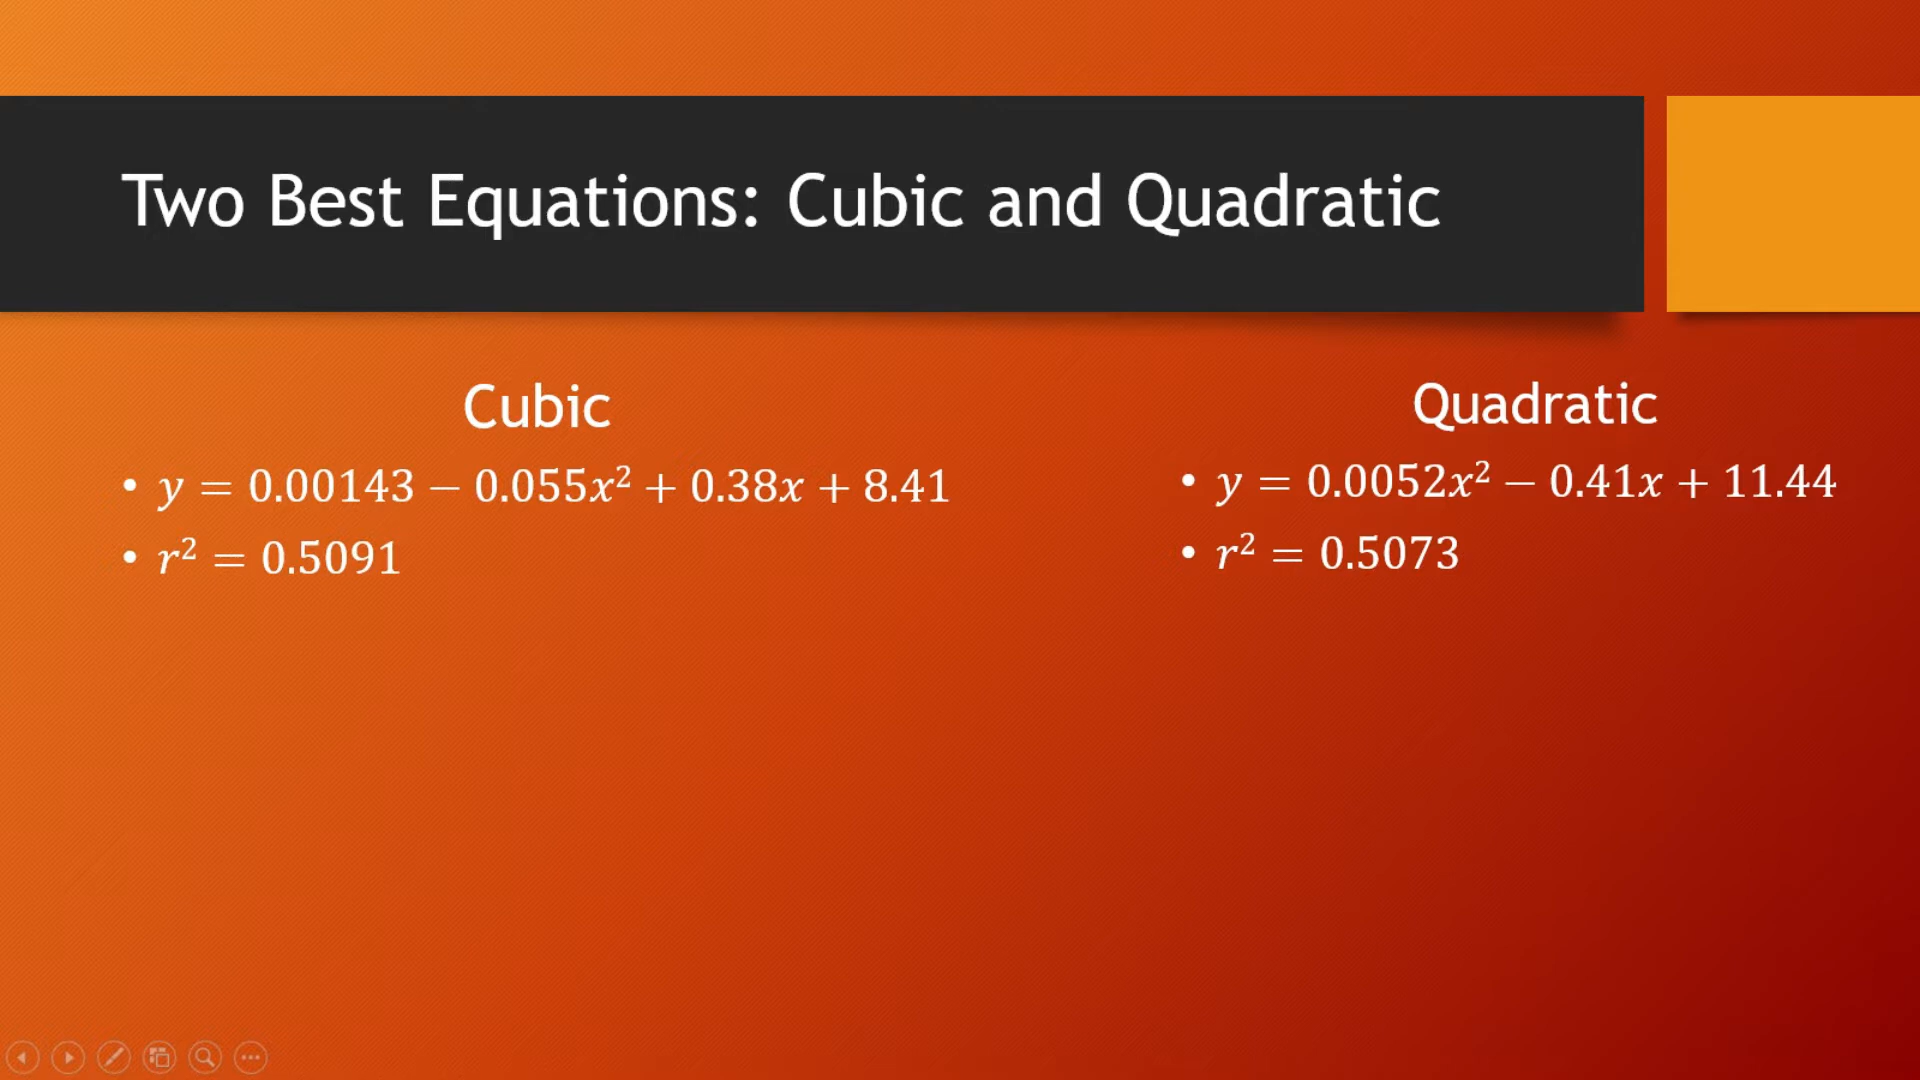 Two Best Equations: Cubic and Quadratic
Cubic
• y = 0.00143 − 0.055x² + 0.38x + 8.41
• r² = 0.5091
Quadratic
• y = 0.0052x² − 0.41x + 11.44
• r² = 0.5073